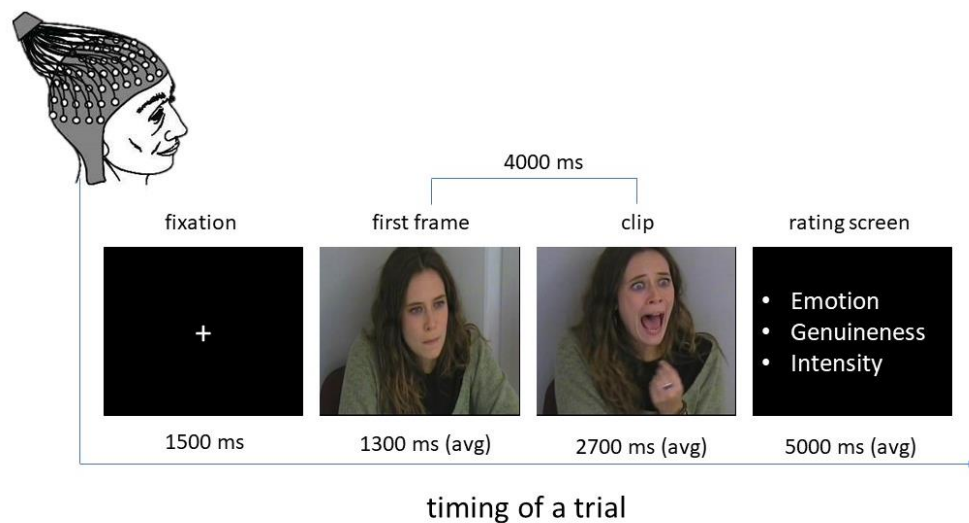 4000 ms
fixation
first frame
clip
rating screen
+
• Emotion
• Genuineness
• Intensity
1500 ms
1300 ms (avg)
2700 ms (avg)
5000 ms (avg)
timing of a trial